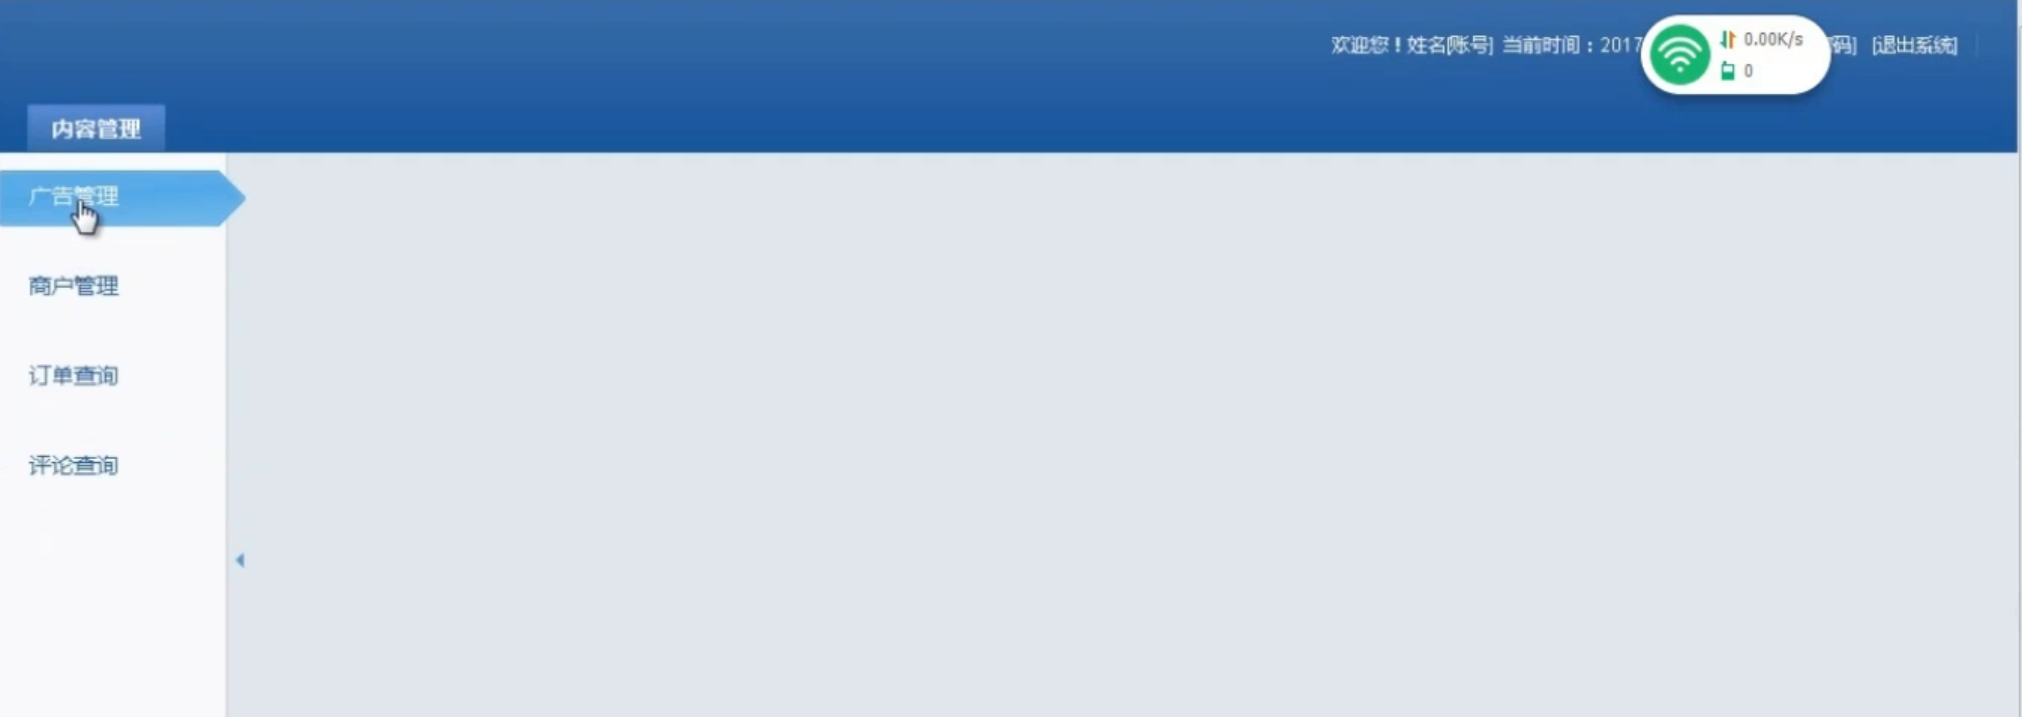 欢迎您！姓名[账号] 当前时间：2017
码] [退出系统]
0.00K/s
0
内容管理
广告管理
商户管理
订单查询
评论查询